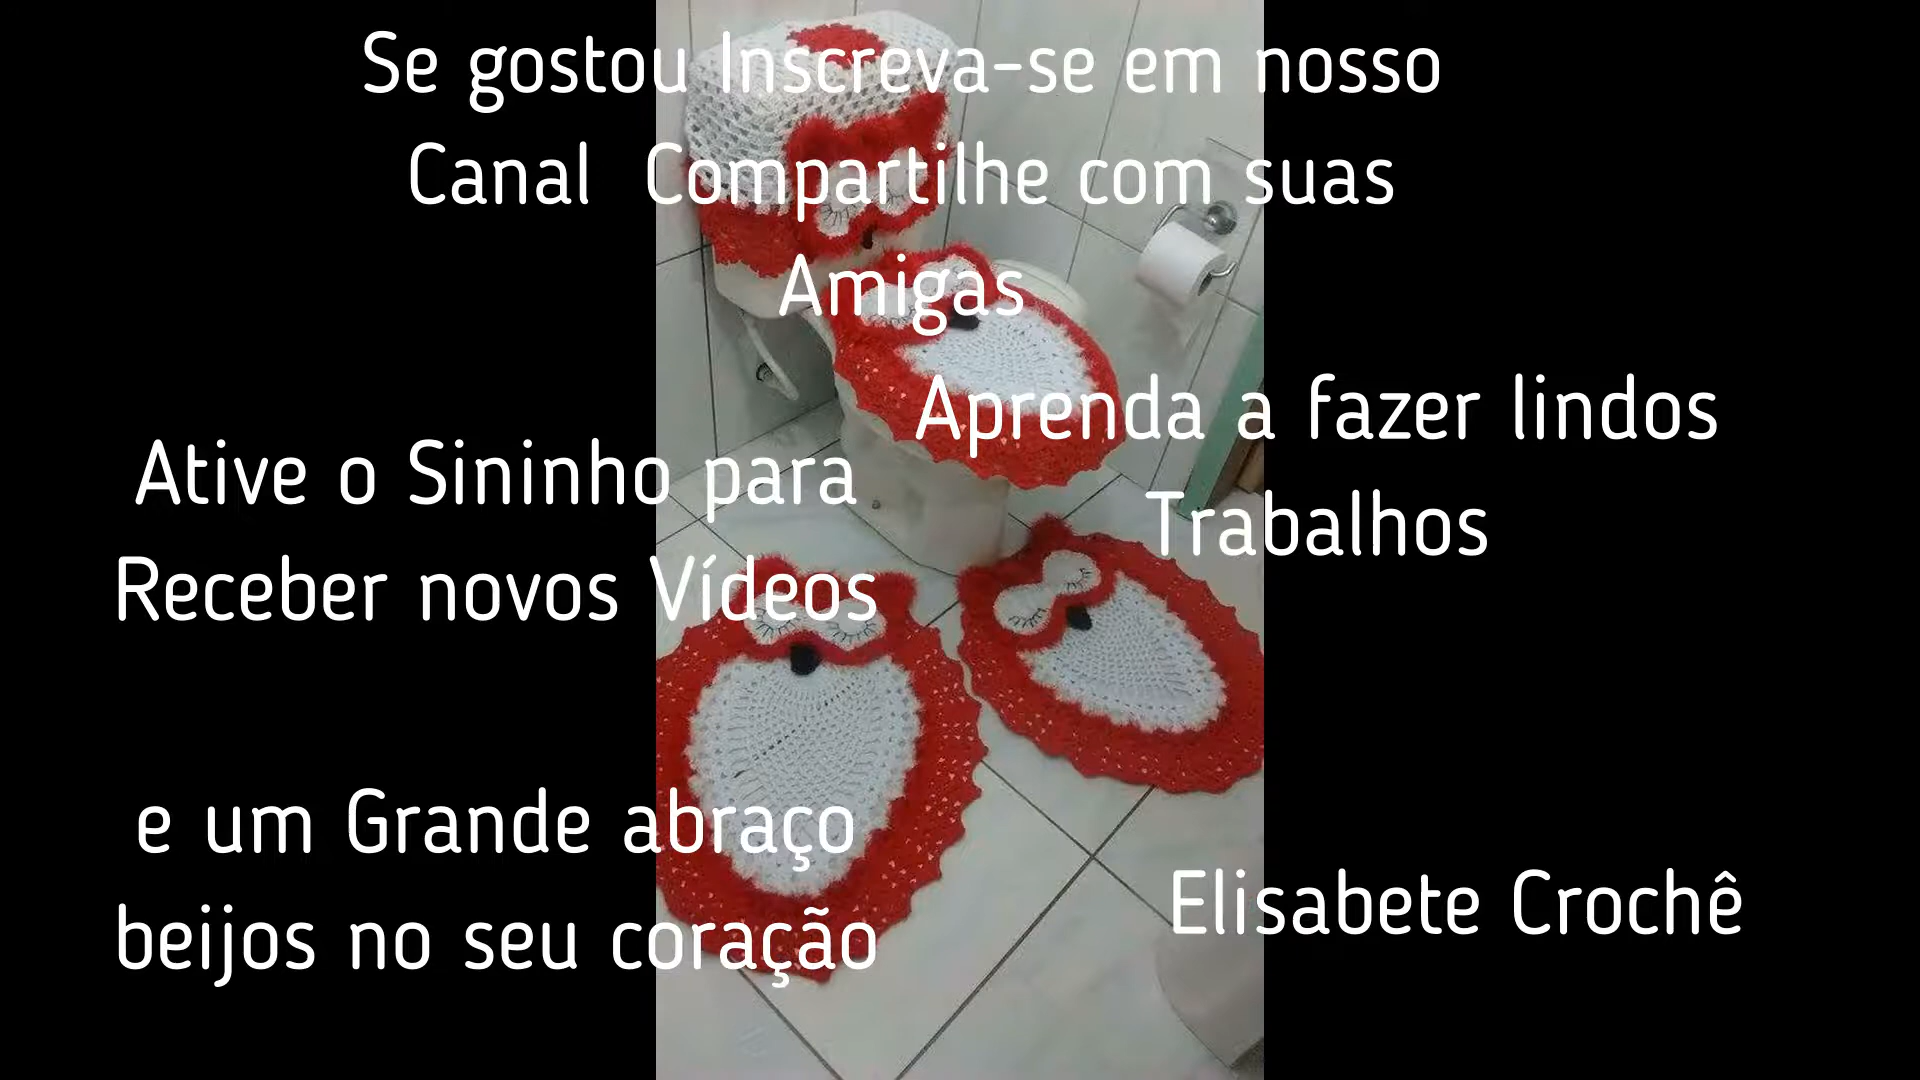 Se gostou Inscreva-se em nosso
Canal Compartilhe com suas
Amigas
Aprenda a fazer lindos
Trabalhos
Ative o Sininho para
Receber novos Vídeos
e um Grande abraço
beijos no seu coração
Elisabete Crochê